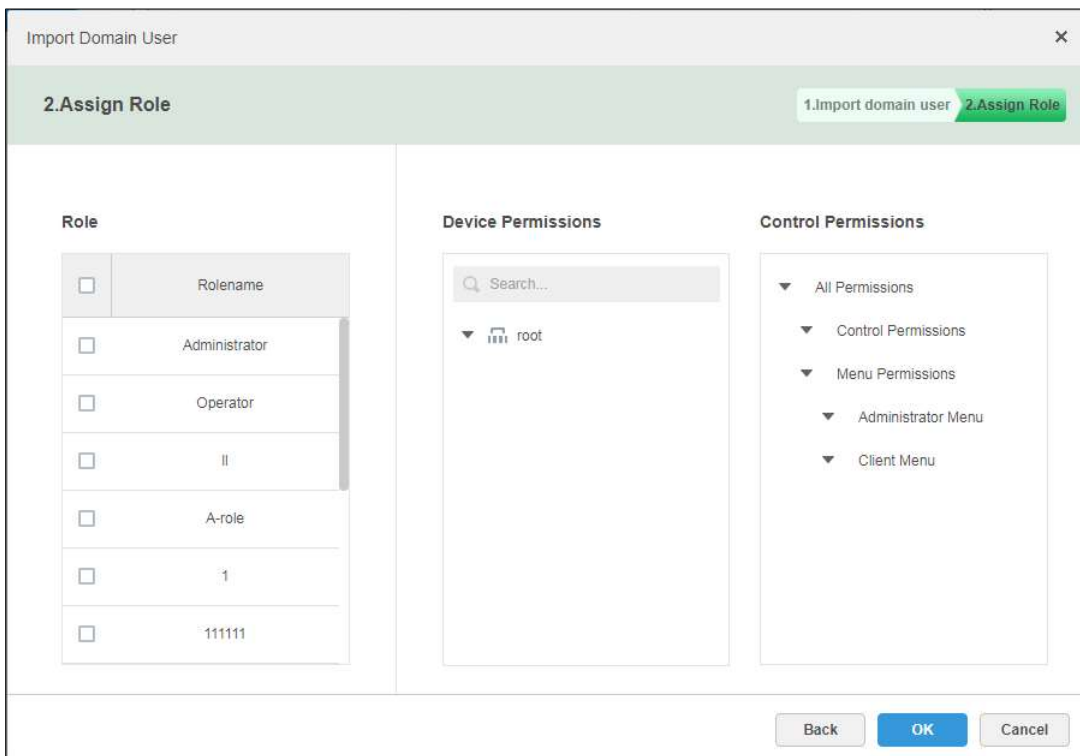 Import Domain User
2.Assign Role
1.Import domain user
2.Assign Role
Role
Rolename
Administrator
Operator
II
A-role
1
111111
Device Permissions
Search...
root
Control Permissions
All Permissions
Control Permissions
Menu Permissions
Administrator Menu
Client Menu
Back
OK
Cancel